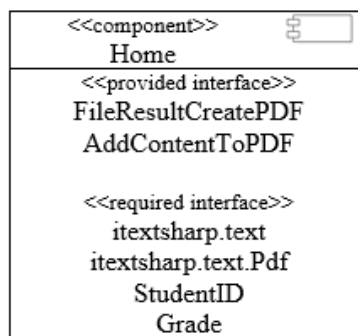 <<component>>
Home
<<provided interface>>
FileResultCreatePDF
AddContentToPDF
<<required interface>>
itextsharp.text
itextsharp.text.Pdf
StudentID
Grade